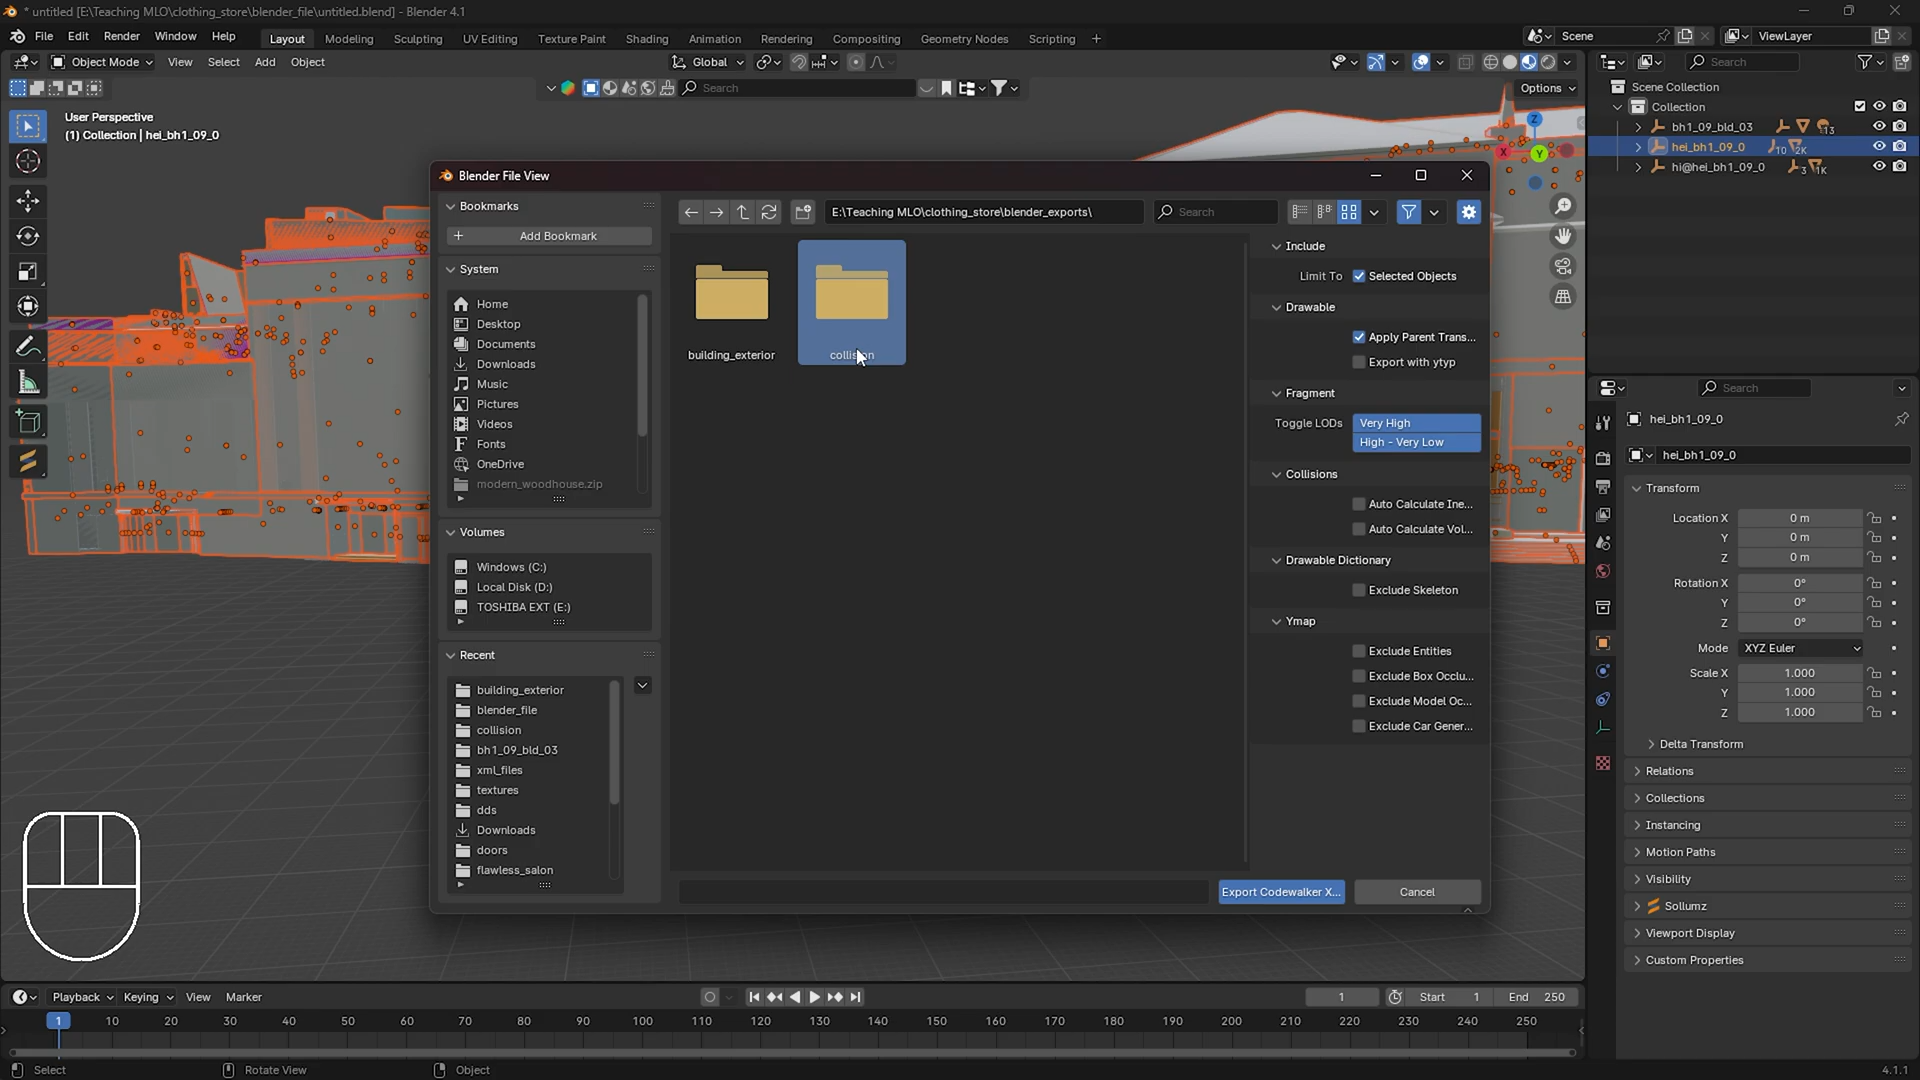 * untitled [E:\Teaching MLO\clothing_store\blender_file\untitled.blend] - Blender 4.1
File Edit Render Window Help
Layout Modeling Sculpting UV Editing Texture Paint Shading Animation Rendering Compositing Geometry Nodes Scripting +
Scene
ViewLayer
Object Mode View Select Add Object
Global
Search
Search
Options
User Perspective
(1) Collection | hei_bh1_09_0
Z
X
Y
Scene Collection
Collection
bh1_09_bld_03 13
hei_bh1_09_0 10 2K
hi@hei_bh1_09_0 3 1K
Blender File View
Bookmarks
Add Bookmark
System
Home
Desktop
Documents
Downloads
Music
Pictures
Videos
Fonts
OneDrive
modern_woodhouse.zip
Volumes
Windows (C:)
Local Disk (D:)
TOSHIBA EXT (E:)
Recent
building_exterior
blender_file
collision
bh1_09_bld_03
xml_files
textures
dds
Downloads
doors
flawless_salon
E:\Teaching MLO\clothing_store\blender_exports\
Search
building_exterior
collision
Include
Limit To Selected Objects
Drawable
Apply Parent Trans...
Export with ytyp
Fragment
Toggle LODs Very High
High - Very Low
Collisions
Auto Calculate Ine...
Auto Calculate Vol...
Drawable Dictionary
Exclude Skeleton
Ymap
Exclude Entities
Exclude Box Occlu...
Exclude Model Oc...
Exclude Car Gener...
Export Codewalker X...
Cancel
Search
hei_bh1_09_0
hei_bh1_09_0
Transform
Location X 0 m
Y 0 m
Z 0 m
Rotation X 0°
Y 0°
Z 0°
Mode XYZ Euler
Scale X 1.000
Y 1.000
Z 1.000
Delta Transform
Relations
Collections
Instancing
Motion Paths
Visibility
Sollumz
Viewport Display
Custom Properties
Playback Keying View Marker
1
Start 1
End 250
1 10 20 30 40 50 60 70 80 90 100 110 120 130 140 150 160 170 180 190 200 210 220 230 240 250
Select
Rotate View
Object
4.1.1